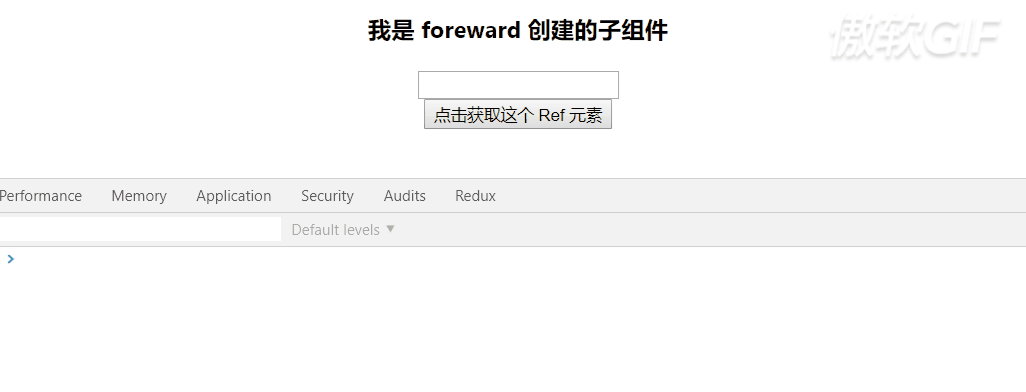 傲软GIF
我是 foreward 创建的子组件
点击获取这个 Ref 元素
Performance Memory Application Security Audits Redux
Default levels ▼
>